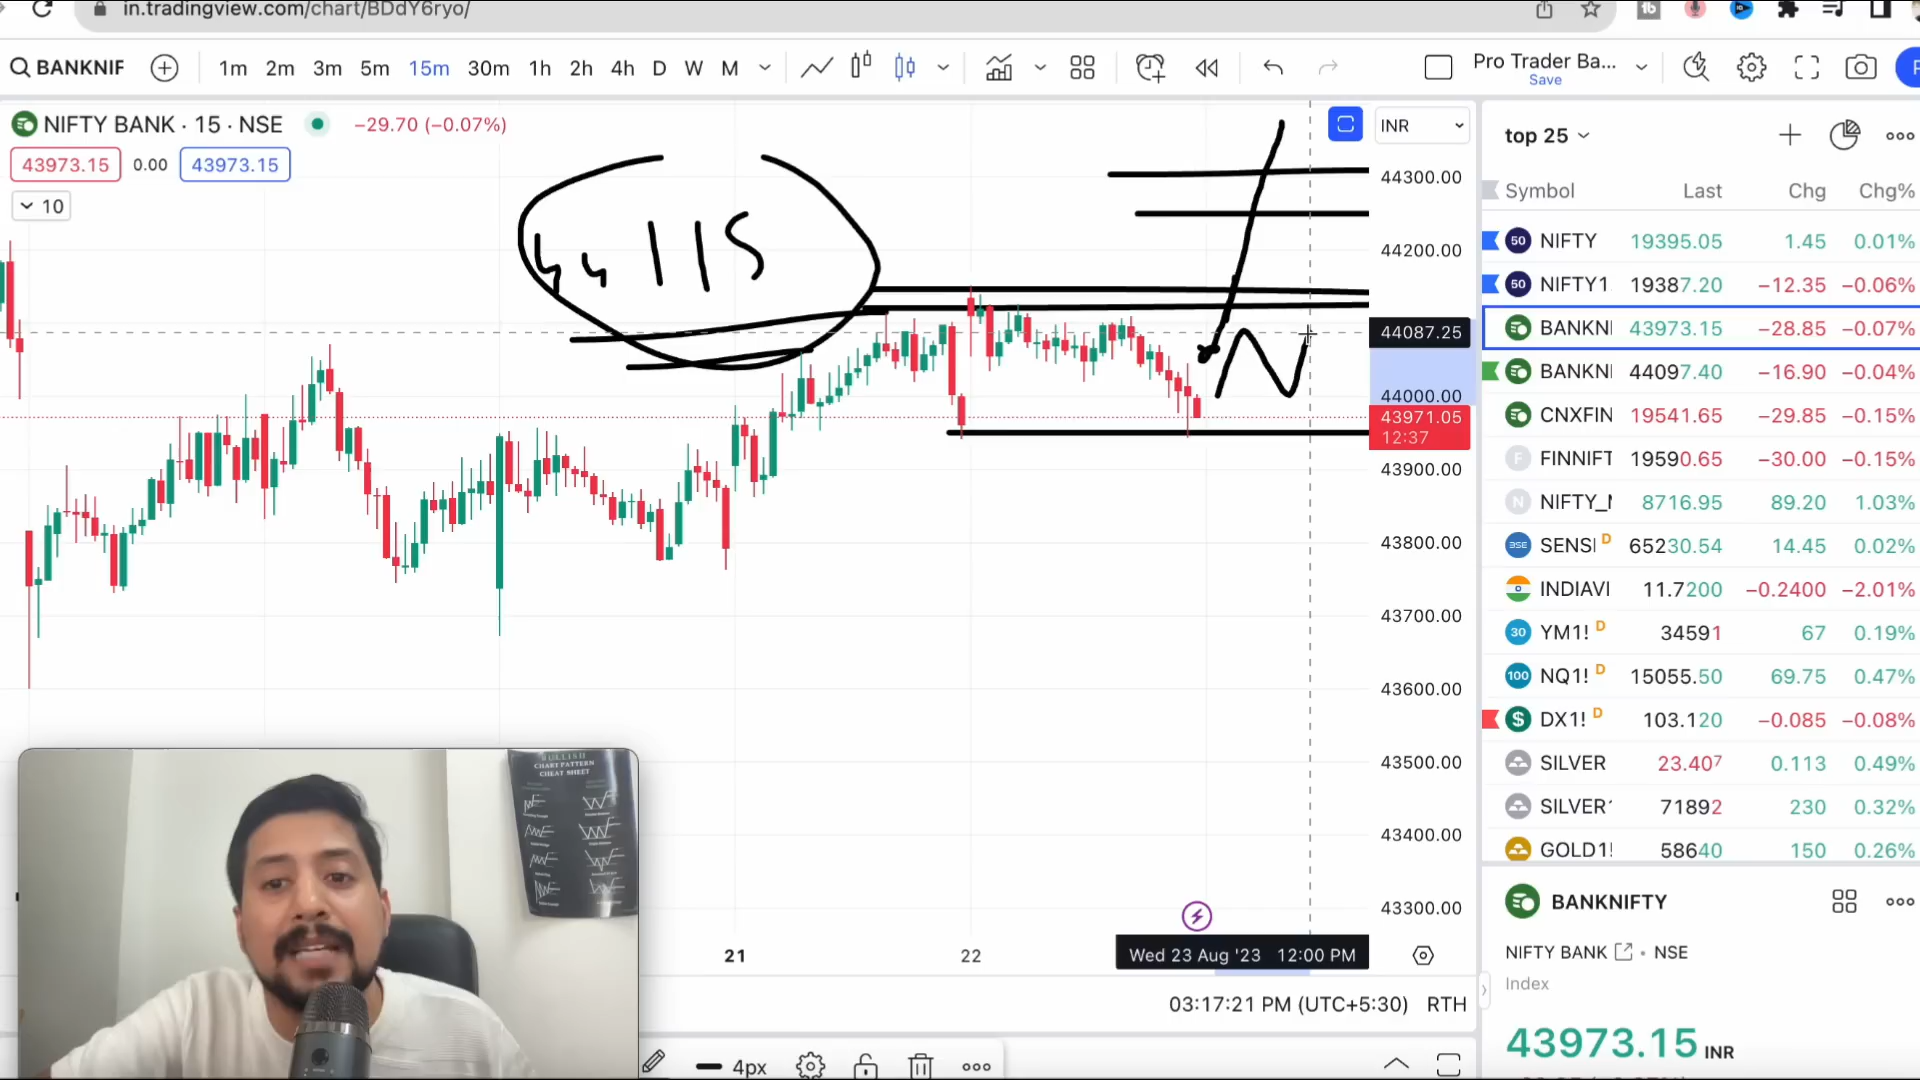 in.tradingview.com/chart/BDdY6ryo/
BANKNIF 1m 2m 3m 5m 15m 30m 1h 2h 4h D W M Pro Trader Ba... Save
NIFTY BANK · 15 · NSE −29.70 (−0.07%)
43973.15 0.00 43973.15
10
44115
INR
44300.00
44200.00
44087.25
44000.00
43971.05
12:37
43900.00
43800.00
43700.00
43600.00
43500.00
43400.00
43300.00
21 22 Wed 23 Aug '23 12:00 PM
03:17:21 PM (UTC+5:30) RTH
4px
top 25
Symbol Last Chg Chg%
50 NIFTY 19395.05 1.45 0.01%
50 NIFTY1 19387.20 −12.35 −0.06%
BANKNI 43973.15 −28.85 −0.07%
BANKNI 44097.40 −16.90 −0.04%
CNXFIN 19541.65 −29.85 −0.15%
F FINNIFT 19590.65 −30.00 −0.15%
N NIFTY_ 8716.95 89.20 1.03%
BSE SENSI D 65230.54 14.45 0.02%
INDIAVI 11.7200 −0.2400 −2.01%
30 YM1! D 34591 67 0.19%
100 NQ1! D 15055.50 69.75 0.47%
$ DX1! D 103.120 −0.085 −0.08%
SILVER 23.407 0.113 0.49%
SILVER 71892 230 0.32%
GOLD1! 58640 150 0.26%
BANKNIFTY
NIFTY BANK · NSE
Index
43973.15 INR
BULLISH
CHART PATTERN
CHEAT SHEET